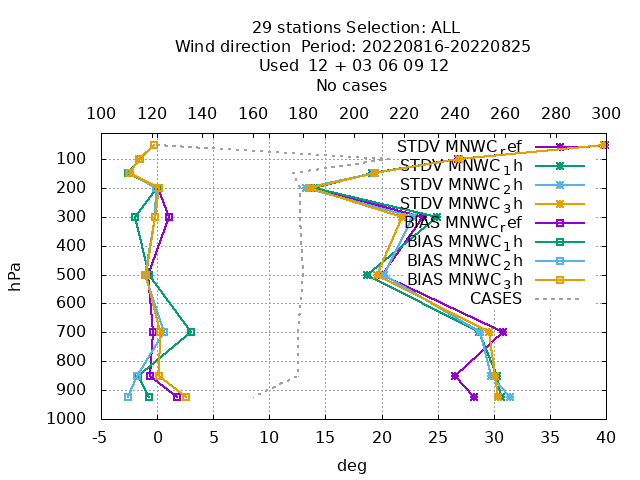 29 stations Selection: ALL
Wind direction  Period: 20220816-20220825
Used  12 + 03 06 09 12
No cases
100 120 140 160 180 200 220 240 260 280 300
STDV MNWC_ref
STDV MNWC_1h
STDV MNWC_2h
STDV MNWC_3h
BIAS MNWC_ref
BIAS MNWC_1h
BIAS MNWC_2h
BIAS MNWC_3h
CASES
100
200
300
400
500
600
700
800
900
1000
hPa
-5 0 5 10 15 20 25 30 35 40
deg